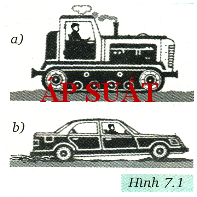 a)
ÁP SUẤT
b)
Hình 7.1